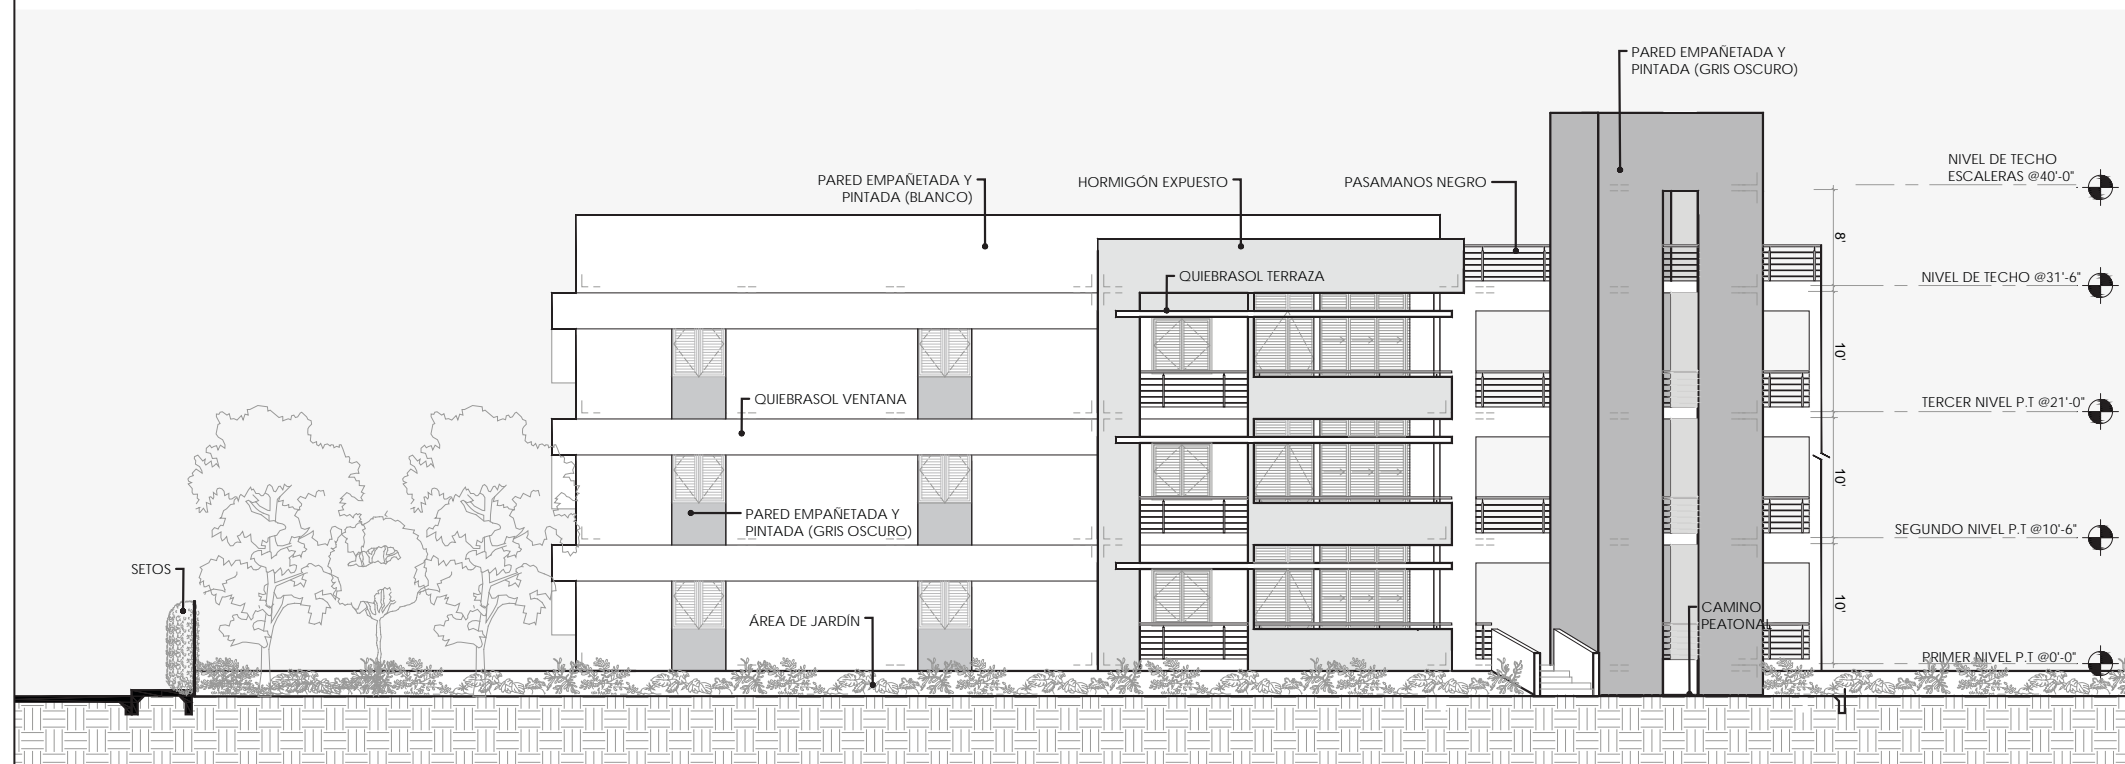 PARED EMPAÑETADA Y
PINTADA (GRIS OSCURO)
NIVEL DE TECHO
ESCALERAS @40'-0"
PARED EMPAÑETADA Y
PINTADA (BLANCO)
HORMIGÓN EXPUESTO
PASAMANOS NEGRO
8'
QUIEBRASOL TERRAZA
NIVEL DE TECHO @31'-6"
10'
QUIEBRASOL VENTANA
TERCER NIVEL P.T @21'-0"
10'
PARED EMPAÑETADA Y
PINTADA (GRIS OSCURO)
SEGUNDO NIVEL P.T @10'-6"
SETOS
10'
ÁREA DE JARDÍN
CAMINO
PEATONAL
PRIMER NIVEL P.T @0'-0"